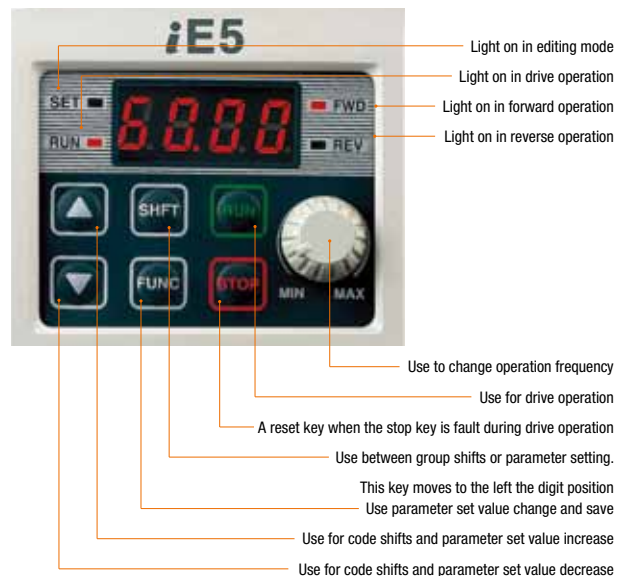 iE5
Light on in editing mode
Light on in drive operation
SET
60.00
FWD
Light on in forward operation
RUN
REV
Light on in reverse operation
SHFT
RUN
FUNC
STOP
MIN
MAX
Use to change operation frequency
Use for drive operation
A reset key when the stop key is fault during drive operation
Use between group shifts or parameter setting.
This key moves to the left the digit position
Use parameter set value change and save
Use for code shifts and parameter set value increase
Use for code shifts and parameter set value decrease